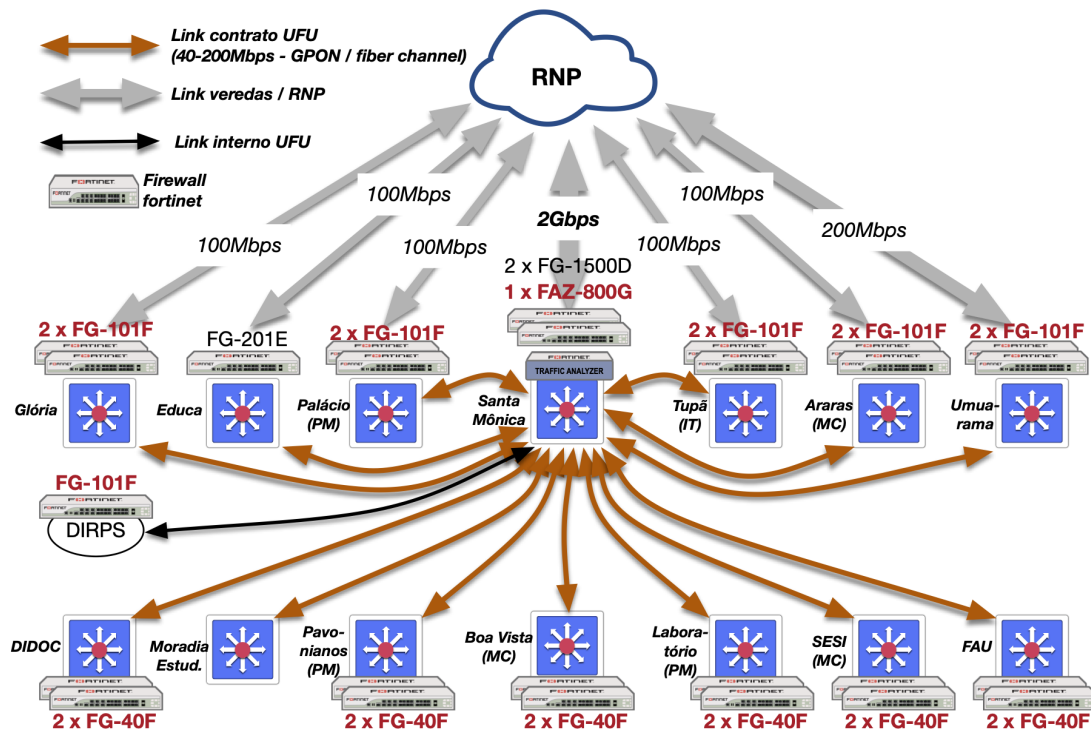 Link contrato UFU
(40-200Mbps - GPON / fiber channel)
Link veredas / RNP
Link interno UFU
FORTINET
Firewall
fortinet
RNP
100Mbps
100Mbps
100Mbps
2Gbps
100Mbps
100Mbps
200Mbps
2 x FG-1500D
1 x FAZ-800G
2 x FG-101F
FG-201E
2 x FG-101F
2 x FG-101F
2 x FG-101F
2 x FG-101F
FORTINET
TRAFFIC ANALYZER
Glória
Educa
Palácio
(PM)
Santa
Mônica
Tupã
(IT)
Araras
(MC)
Umua-
rama
FG-101F
DIRPS
DIDOC
Moradia
Estud.
Pavo-
nianos
(PM)
Boa Vista
(MC)
Labora-
tório
(PM)
SESI
(MC)
FAU
2 x FG-40F
2 x FG-40F
2 x FG-40F
2 x FG-40F
2 x FG-40F
2 x FG-40F